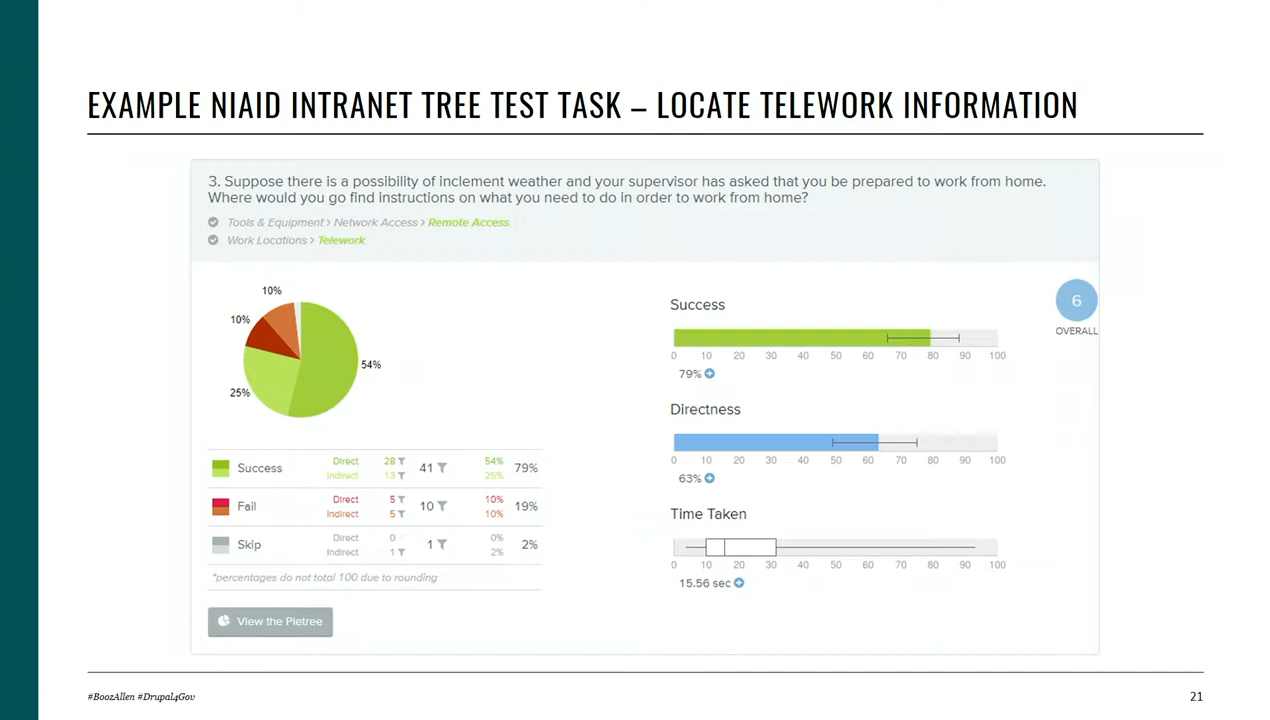 EXAMPLE NIAID INTRANET TREE TEST TASK – LOCATE TELEWORK INFORMATION
3. Suppose there is a possibility of inclement weather and your supervisor has asked that you be prepared to work from home.
Where would you go find instructions on what you need to do in order to work from home?
Tools & Equipment > Network Access > Remote Access
Work Locations > Telework
10%
10%
54%
25%
Success Direct 28 41 54% 79%
Indirect 13 25%
Fail Direct 5 10 10% 19%
Indirect 5 10%
Skip Direct 0 1 0% 2%
Indirect 1 2%
*percentages do not total 100 due to rounding
View the Pietree
Success
0 10 20 30 40 50 60 70 80 90 100
79%
Directness
0 10 20 30 40 50 60 70 80 90 100
63%
Time Taken
0 10 20 30 40 50 60 70 80 90 100
15.56 sec
6
OVERALL
#BoozAllen #Drupal4Gov
21